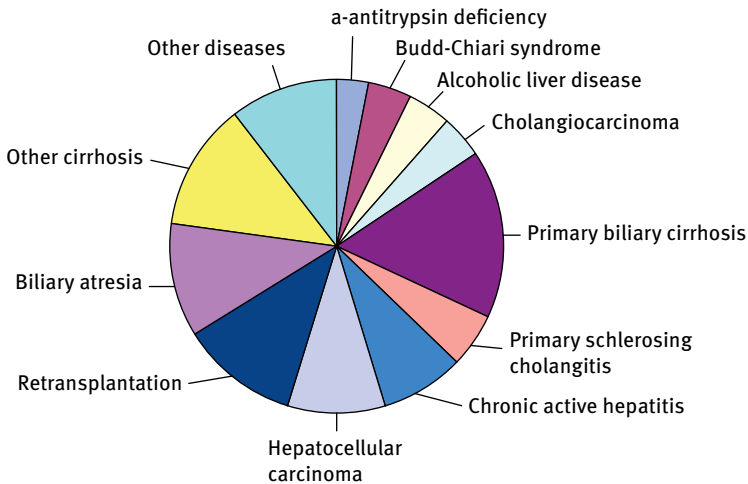 a-antitrypsin deficiency
Budd-Chiari syndrome
Alcoholic liver disease
Cholangiocarcinoma
Primary biliary cirrhosis
Primary schlerosing
cholangitis
Chronic active hepatitis
Hepatocellular
carcinoma
Retransplantation
Biliary atresia
Other cirrhosis
Other diseases